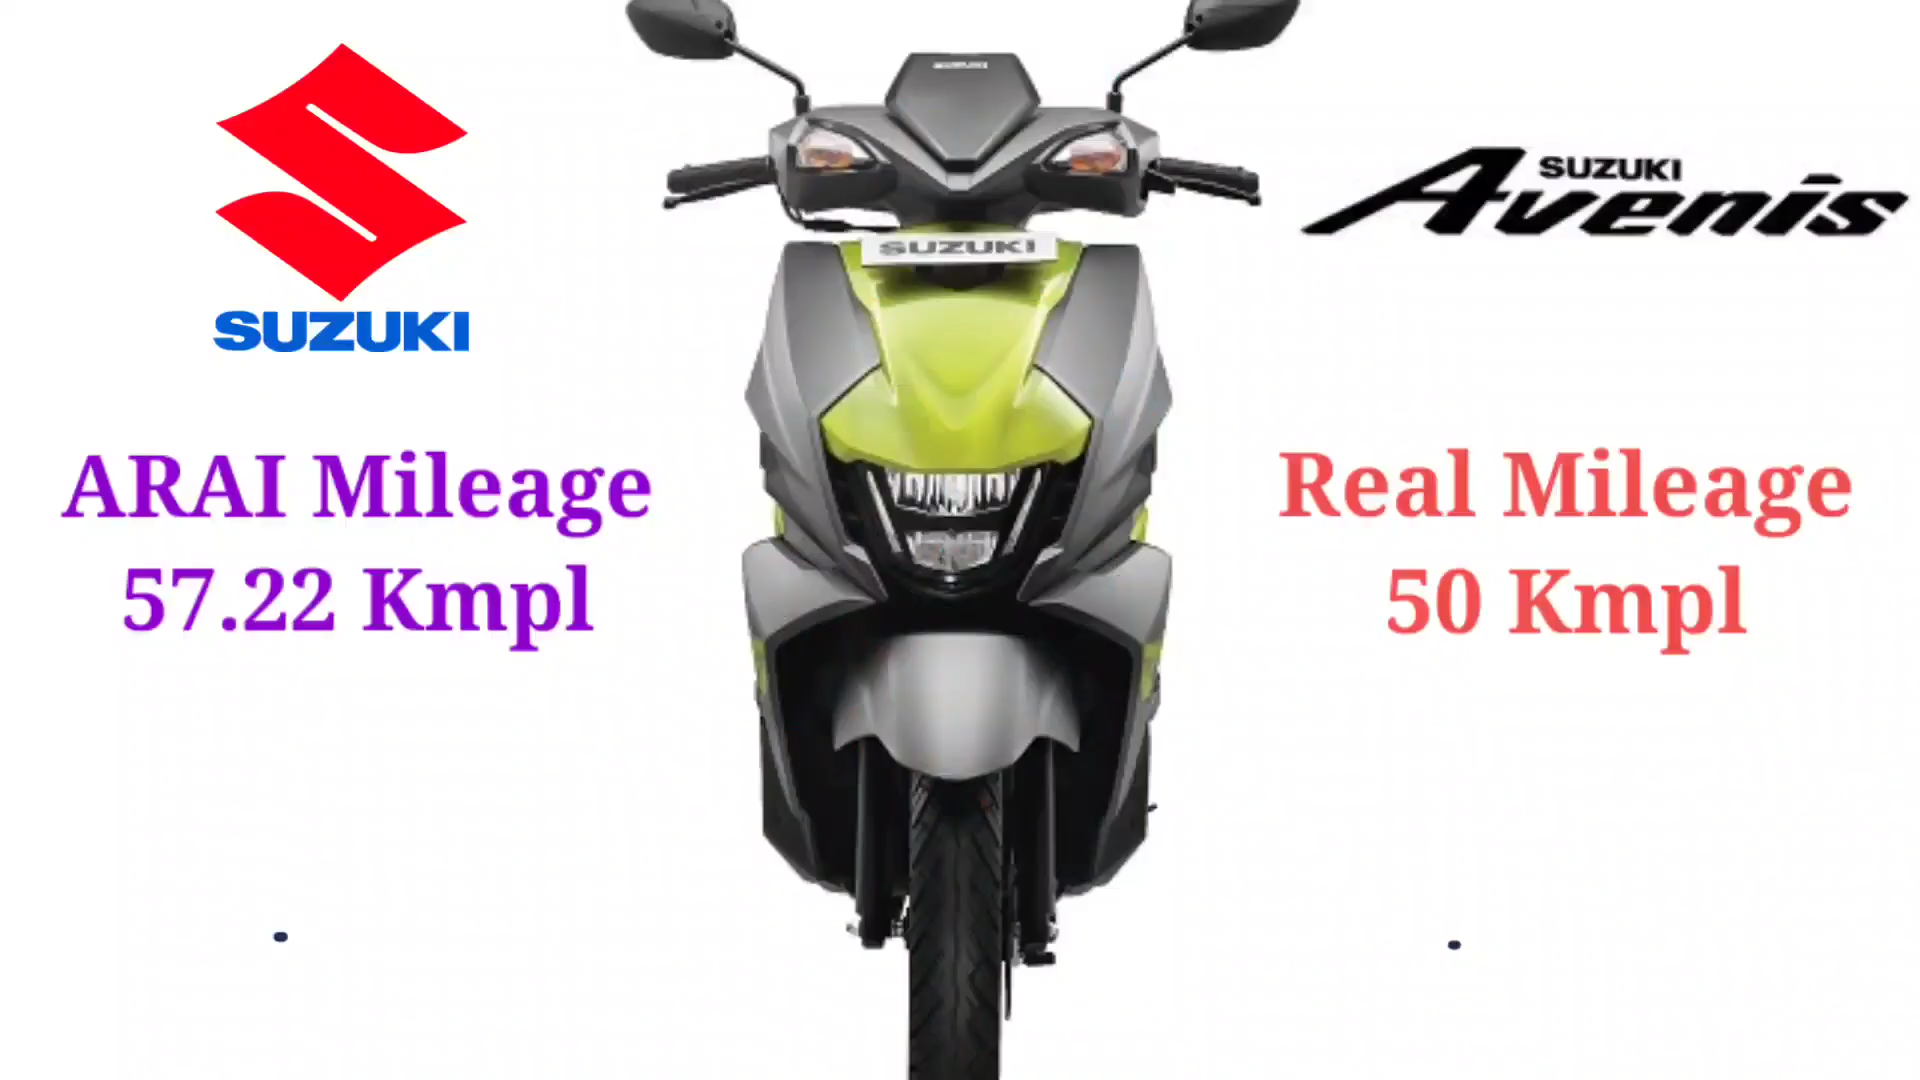 SUZUKI
SUZUKI
SUZUKI
SUZUKI
Avenis
ARAI Mileage
57.22 Kmpl
Real Mileage
50 Kmpl